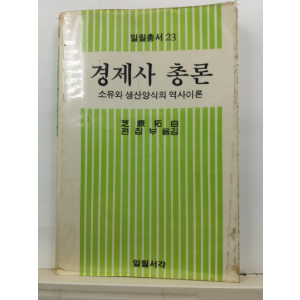 일월총서 23
경제사 총론
소유와 생산양식의 역사이론
芝原拓自
편집부 옮김
일월서각